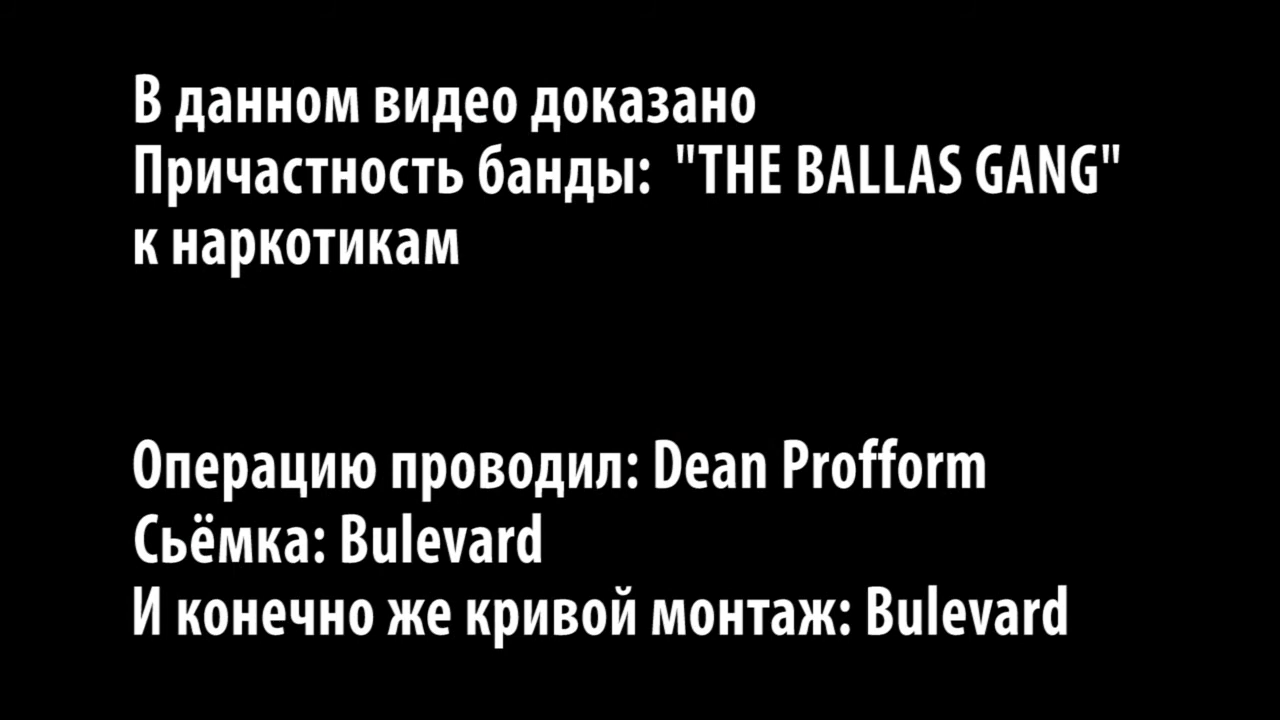 В данном видео доказано
Причастность банды: "THE BALLAS GANG"
к наркотикам
Операцию проводил: Dean Profform
Сьёмка: Bulevard
И конечно же кривой монтаж: Bulevard